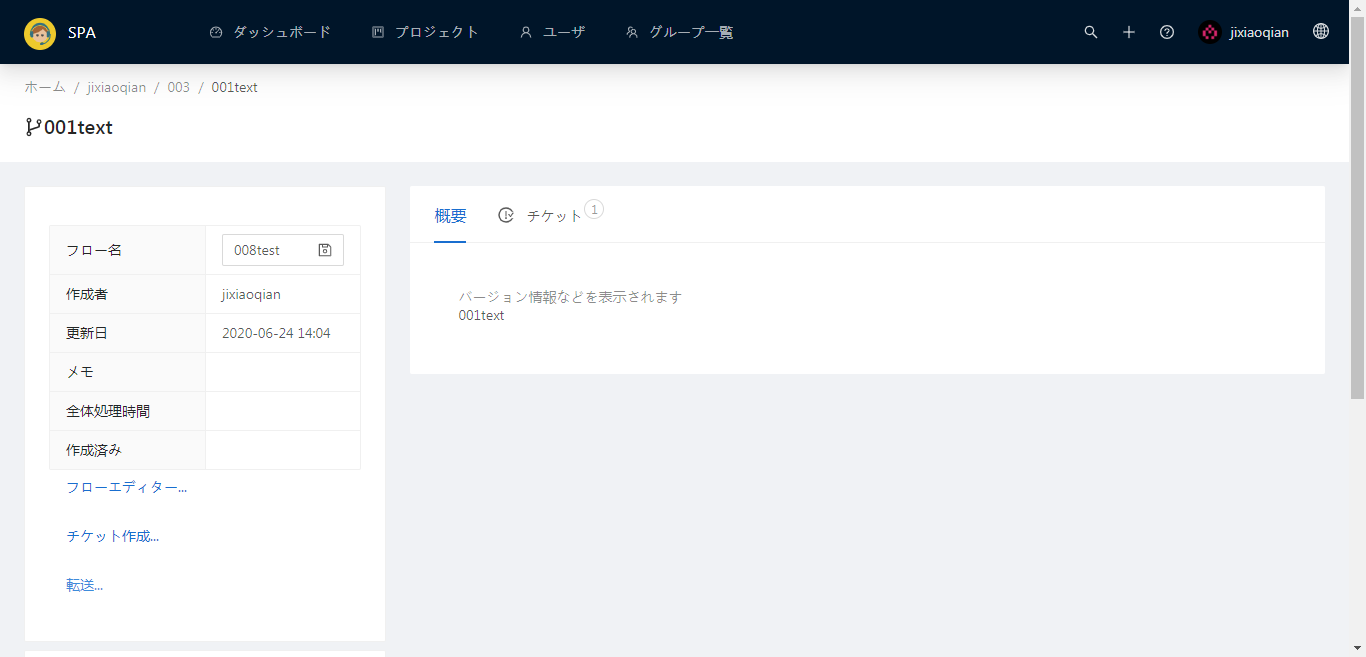 SPA ダッシュボード プロジェクト ユーザ グループ一覧 jixiaoqian
ホーム / jixiaoqian / 003 / 001text
001text
フロー名 008test
作成者 jixiaoqian
更新日 2020-06-24 14:04
メモ
全体処理時間
作成済み
フローエディター...
チケット作成...
転送...
概要 チケット 1
バージョン情報などを表示されます
001text